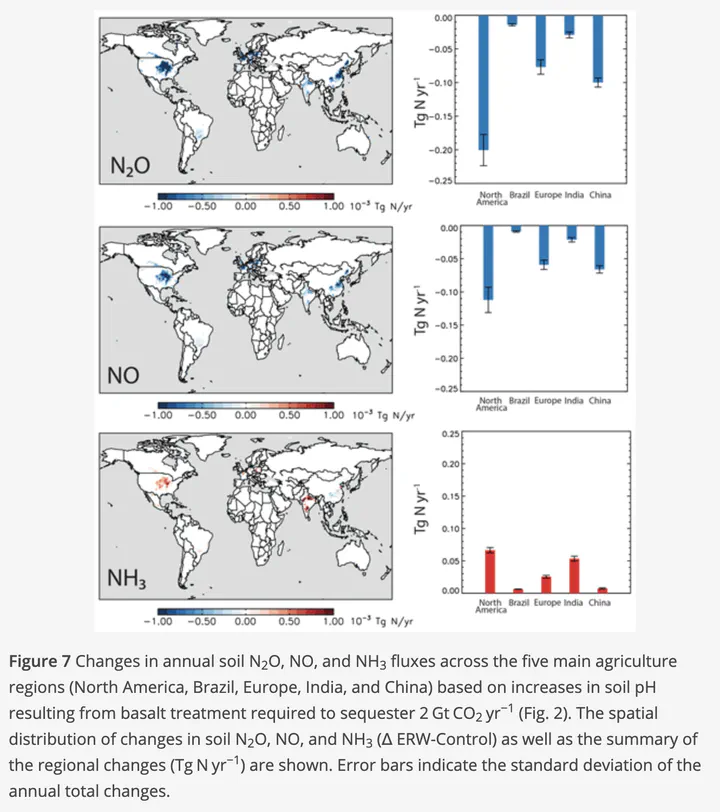 N₂O
−1.00 −0.50 0.00 0.50 1.00 10⁻³ Tg N/yr
Tg N yr⁻¹
0.00
−0.05
−0.10
−0.15
−0.20
−0.25
North America Brazil Europe India China
NO
−1.00 −0.50 0.00 0.50 1.00 10⁻³ Tg N/yr
Tg N yr⁻¹
0.00
−0.05
−0.10
−0.15
−0.20
−0.25
North America Brazil Europe India China
NH₃
−1.00 −0.50 0.00 0.50 1.00 10⁻³ Tg N/yr
Tg N yr⁻¹
0.25
0.20
0.15
0.10
0.05
0.00
North America Brazil Europe India China
Figure 7 Changes in annual soil N₂O, NO, and NH₃ fluxes across the five main agriculture
regions (North America, Brazil, Europe, India, and China) based on increases in soil pH
resulting from basalt treatment required to sequester 2 Gt CO₂ yr⁻¹ (Fig. 2). The spatial
distribution of changes in soil N₂O, NO, and NH₃ (Δ ERW-Control) as well as the summary of
the regional changes (Tg N yr⁻¹) are shown. Error bars indicate the standard deviation of the
annual total changes.